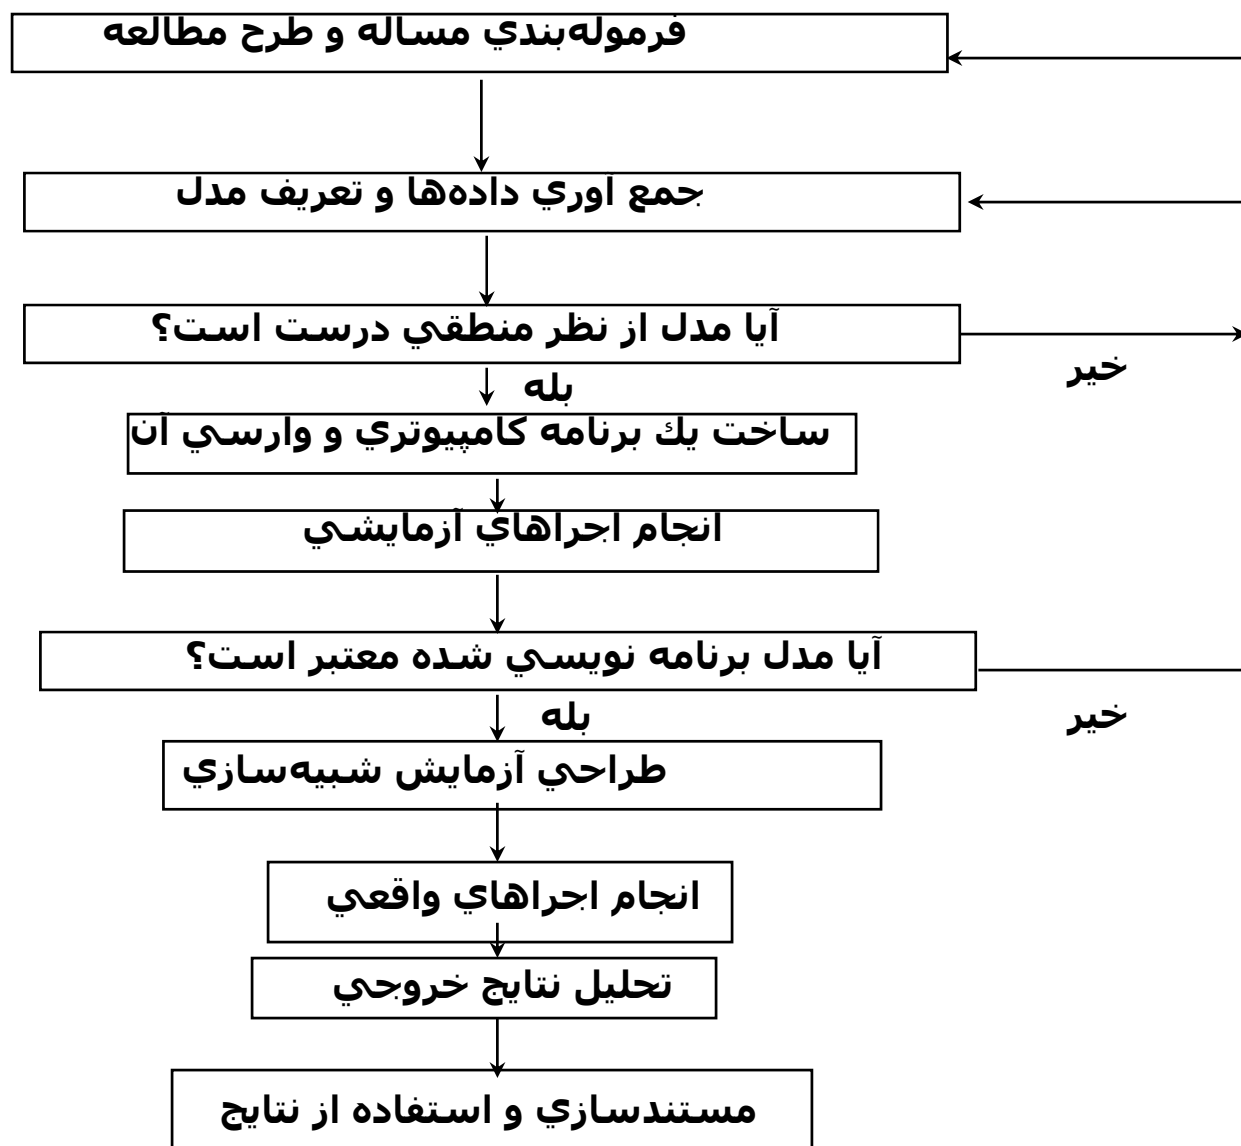 فرموله‌بندي مساله و طرح مطالعه
جمع آوري داده‌ها و تعريف مدل
آيا مدل از نظر منطقي درست است؟
خير
بله
ساخت يك برنامه كامپيوتري و وارسي آن
انجام اجراهاي آزمايشي
آيا مدل برنامه نويسي شده معتبر است؟
بله
خير
طراحي آزمايش شبيه‌سازي
انجام اجراهاي واقعي
تحليل نتايج خروجي
مستندسازي و استفاده از نتايج